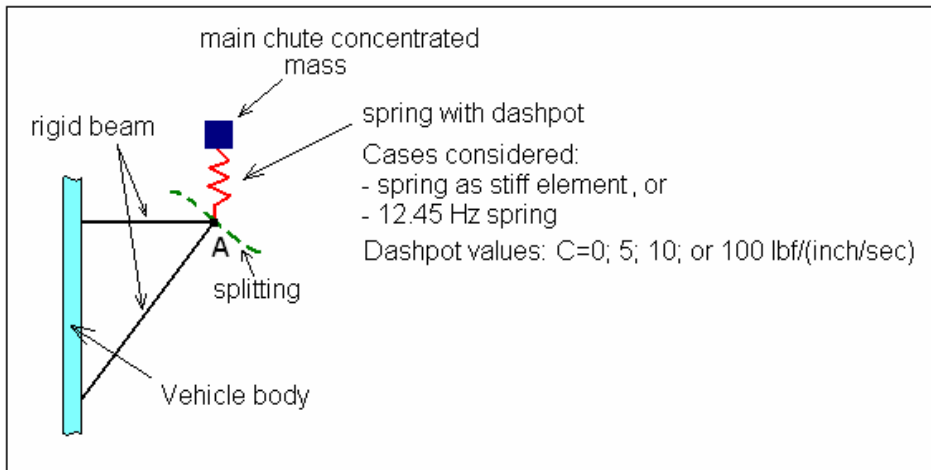 main chute concentrated
mass
rigid beam
spring with dashpot
Cases considered:
- spring as stiff element, or
- 12.45 Hz spring
Dashpot values: C=0; 5; 10; or 100 lbf/(inch/sec)
A
splitting
Vehicle body